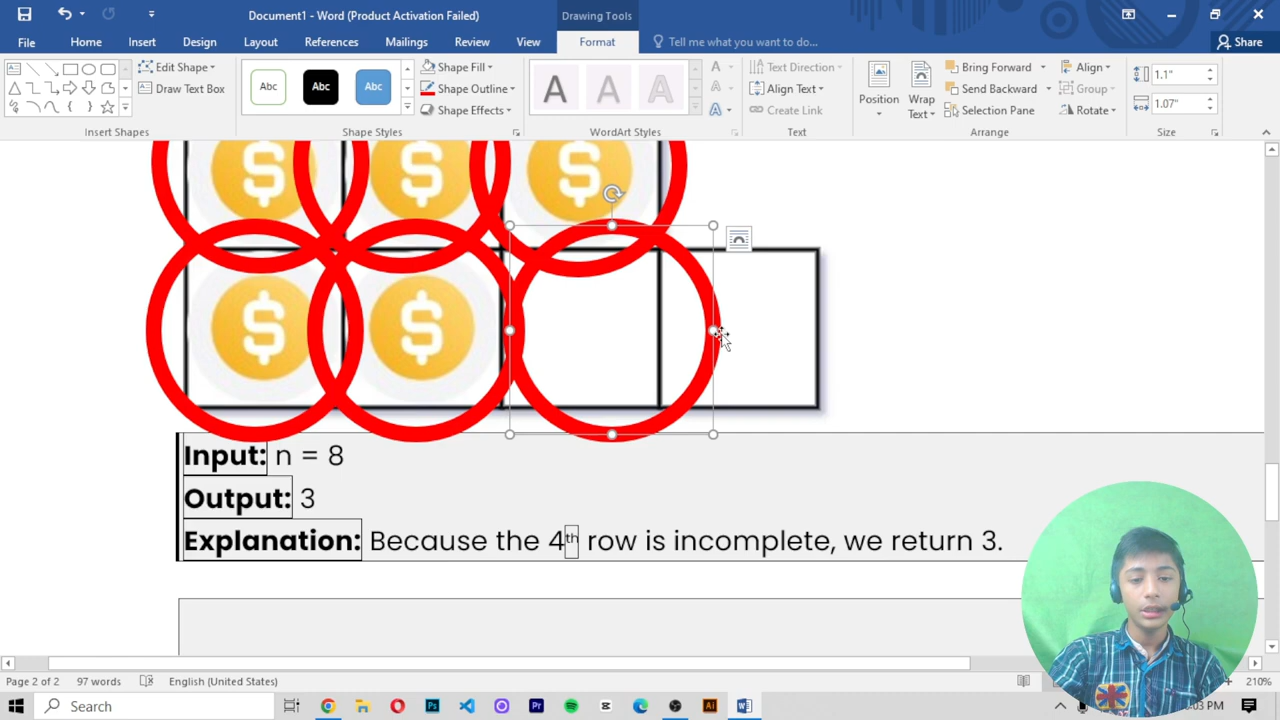 Document1 - Word (Product Activation Failed)
Drawing Tools
File
Home
Insert
Design
Layout
References
Mailings
Review
View
Format
Tell me what you want to do...
Share
Edit Shape
Draw Text Box
Insert Shapes
Abc
Abc
Abc
Shape Fill
Shape Outline
Shape Effects
Shape Styles
A
A
A
WordArt Styles
Text Direction
Align Text
Create Link
Text
Position
Wrap Text
Bring Forward
Send Backward
Selection Pane
Align
Group
Rotate
Arrange
1.1"
1.07"
Size
$ $ $
$ $
Input: n = 8
Output: 3
Explanation: Because the 4th row is incomplete, we return 3.
Page 2 of 2
97 words
English (United States)
210%
Search
:03 PM